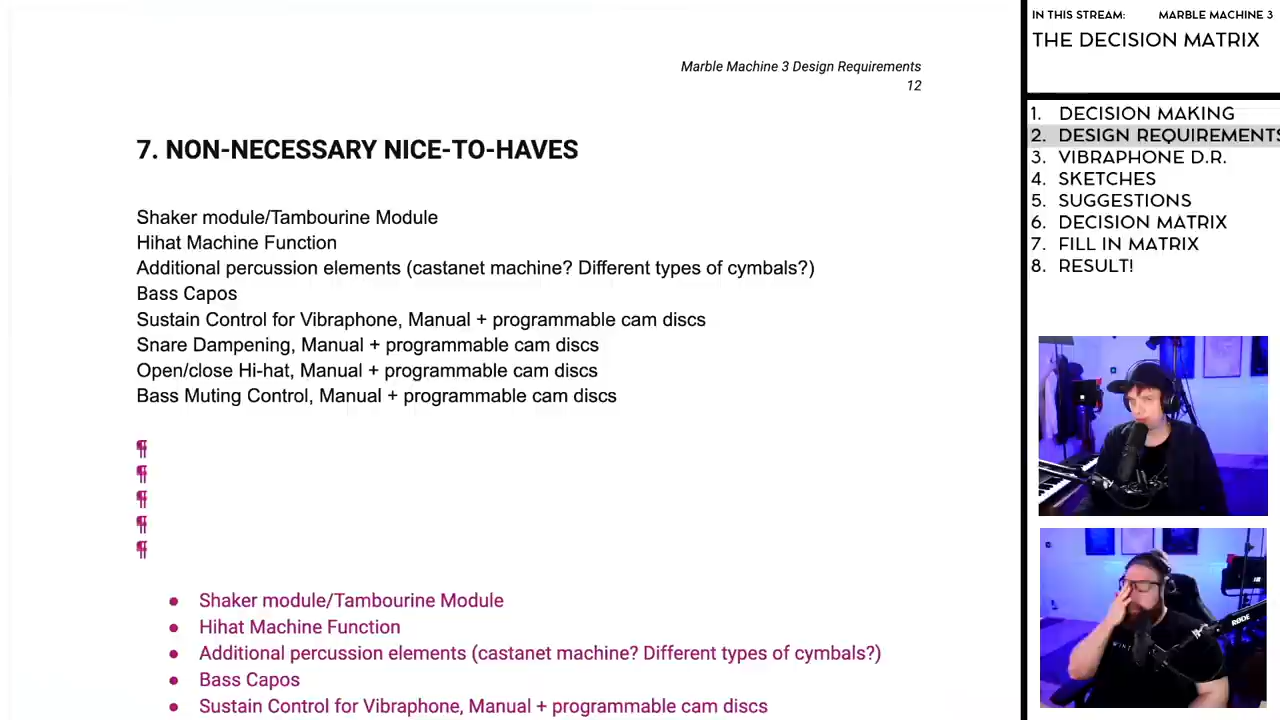 Marble Machine 3 Design Requirements
12
7. NON-NECESSARY NICE-TO-HAVES
Shaker module/Tambourine Module
Hihat Machine Function
Additional percussion elements (castanet machine? Different types of cymbals?)
Bass Capos
Sustain Control for Vibraphone, Manual + programmable cam discs
Snare Dampening, Manual + programmable cam discs
Open/close Hi-hat, Manual + programmable cam discs
Bass Muting Control, Manual + programmable cam discs
¶
¶
¶
¶
¶
● Shaker module/Tambourine Module
● Hihat Machine Function
● Additional percussion elements (castanet machine? Different types of cymbals?)
● Bass Capos
● Sustain Control for Vibraphone, Manual + programmable cam discs
IN THIS STREAM: MARBLE MACHINE 3
THE DECISION MATRIX
1. DECISION MAKING
2. DESIGN REQUIREMENTS
3. VIBRAPHONE D.R.
4. SKETCHES
5. SUGGESTIONS
6. DECISION MATRIX
7. FILL IN MATRIX
8. RESULT!
RØDE